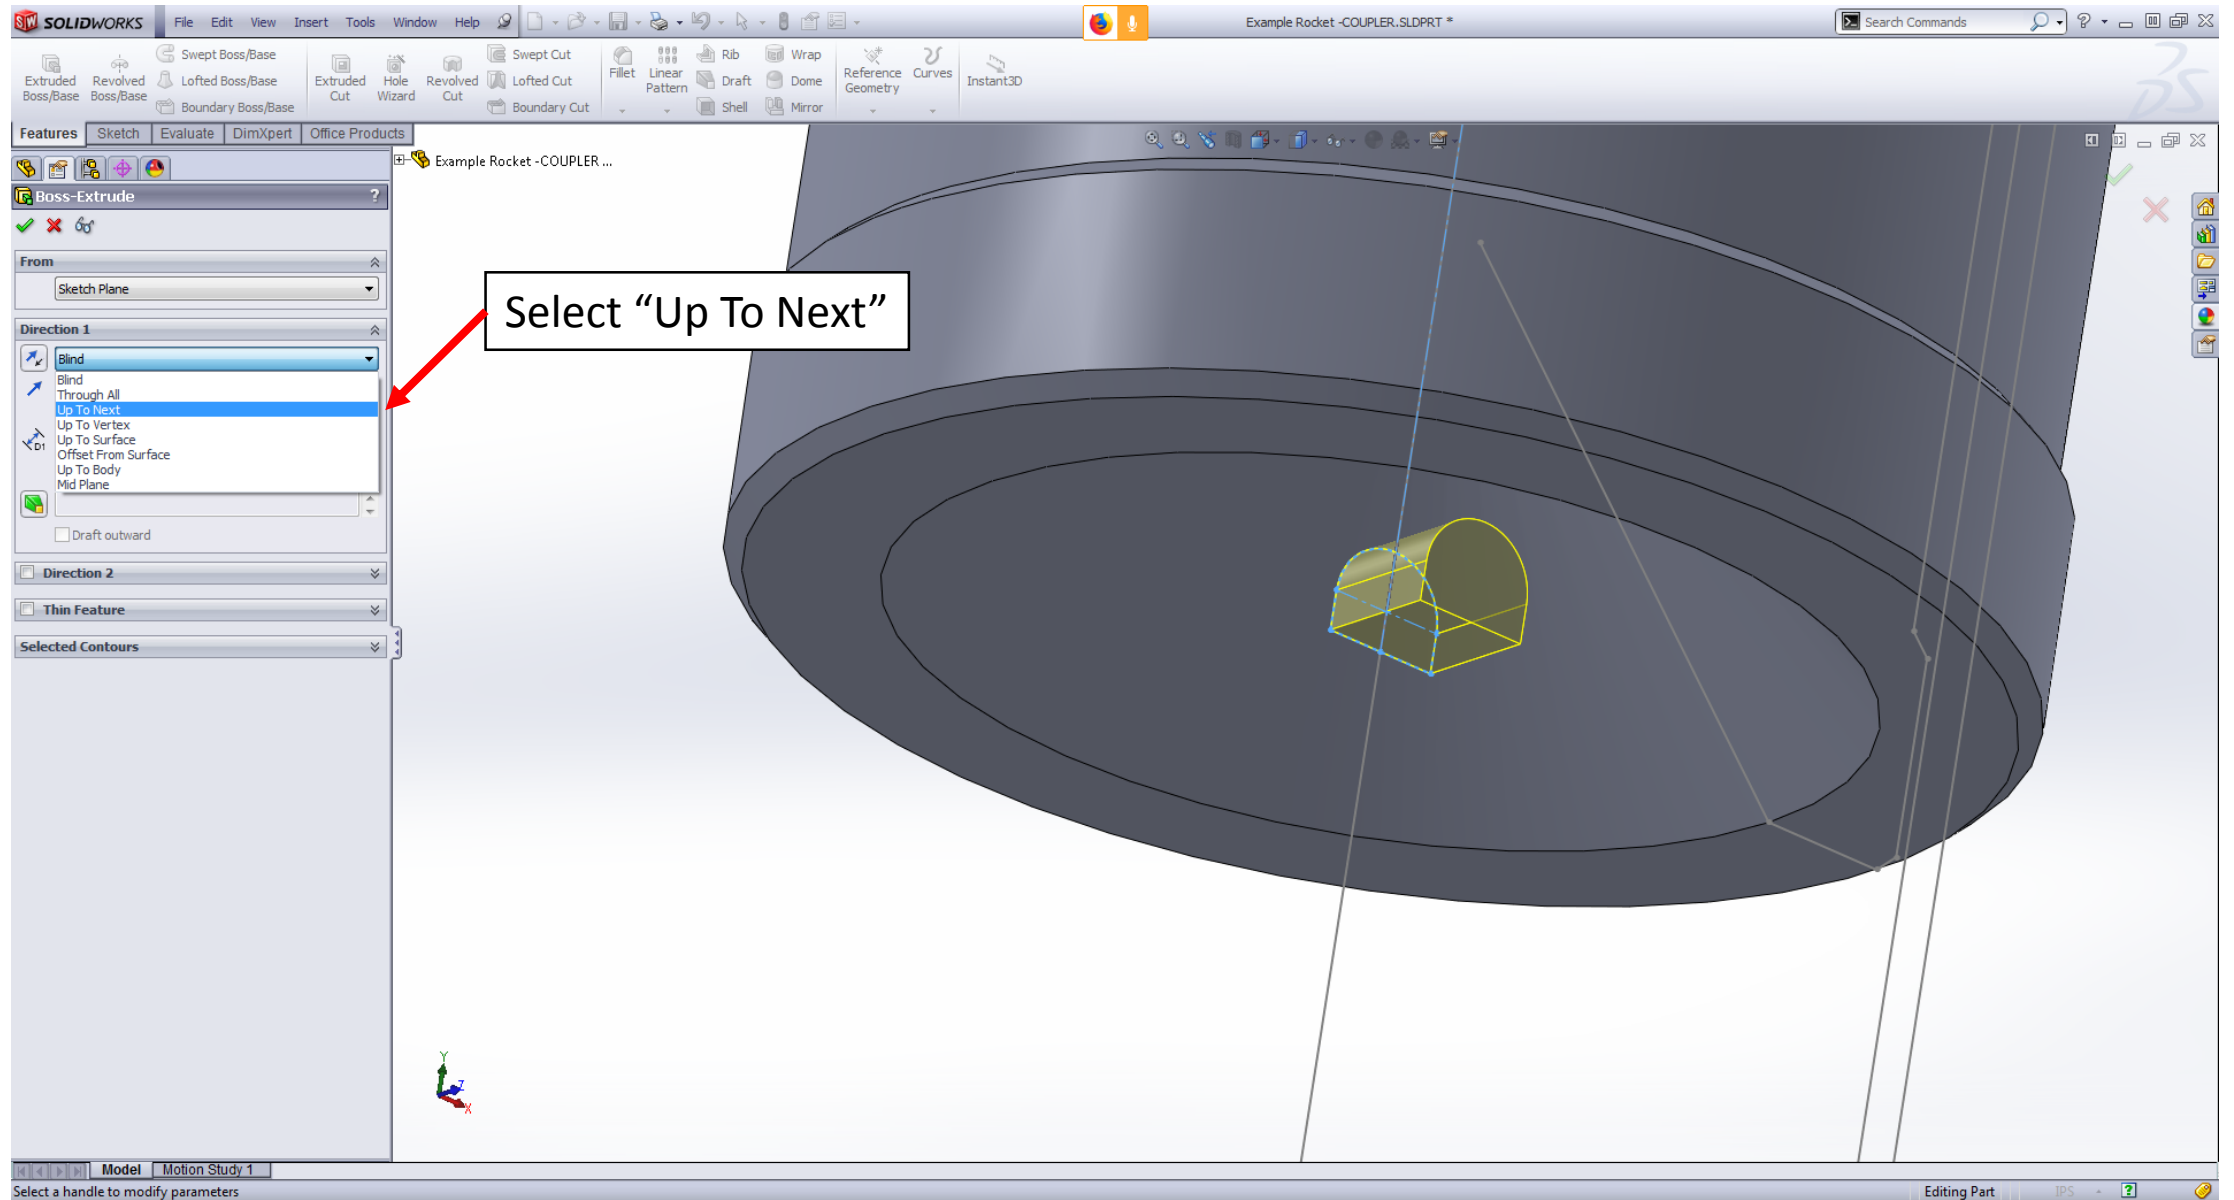 SOLIDWORKS File Edit View Insert Tools Window Help
Example Rocket -COUPLER.SLDPRT *
Search Commands
Extruded Boss/Base
Revolved Boss/Base
Swept Boss/Base
Lofted Boss/Base
Boundary Boss/Base
Extruded Cut
Hole Wizard
Revolved Cut
Swept Cut
Lofted Cut
Boundary Cut
Fillet
Linear Pattern
Rib
Draft
Shell
Wrap
Dome
Mirror
Reference Geometry
Curves
Instant3D
Features Sketch Evaluate DimXpert Office Products
Example Rocket -COUPLER ...
Boss-Extrude ?
From
Sketch Plane
Direction 1
Blind
Blind
Through All
Up To Next
Up To Vertex
Up To Surface
Offset From Surface
Up To Body
Mid Plane
D1
Draft outward
Direction 2
Thin Feature
Selected Contours
Select “Up To Next”
Y
Z
X
Model Motion Study 1
Select a handle to modify parameters
Editing Part
IPS